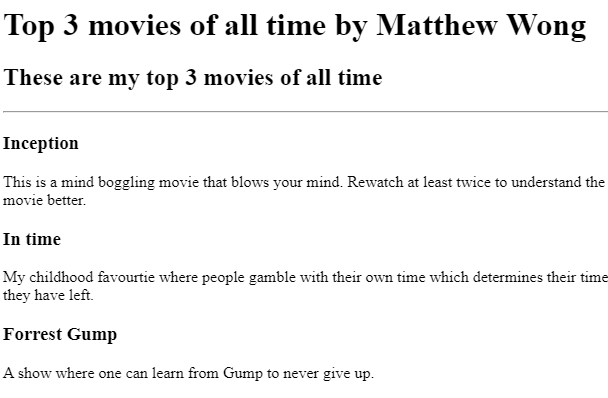 Top 3 movies of all time by Matthew Wong
These are my top 3 movies of all time
Inception
This is a mind boggling movie that blows your mind. Rewatch at least twice to understand the
movie better.
In time
My childhood favourtie where people gamble with their own time which determines their time
they have left.
Forrest Gump
A show where one can learn from Gump to never give up.